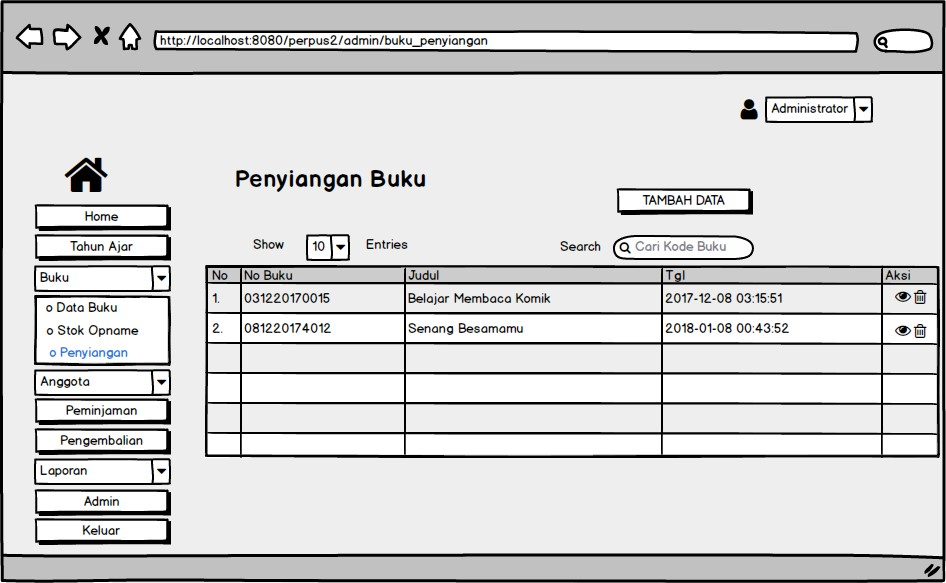 http://localhost:8080/perpus2/admin/buku_penyiangan
Administrator
Penyiangan Buku
TAMBAH DATA
Home
Tahun Ajar
Buku
Data Buku
Stok Opname
Penyiangan
Anggota
Peminjaman
Pengembalian
Laporan
Admin
Keluar
Show 10 Entries
Search Cari Kode Buku
No No Buku Judul Tgl Aksi
1. 031220170015 Belajar Membaca Komik 2017-12-08 03:15:51
2. 081220174012 Senang Besamamu 2018-01-08 00:43:52